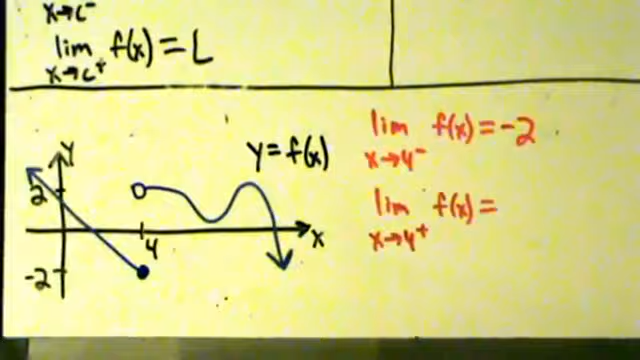 x→c⁻
lim f(x) = L
x→c⁺
lim f(x) = -2
x→4⁻
y = f(x)
Y
2
lim f(x) =
x→4⁺
4
x
-2